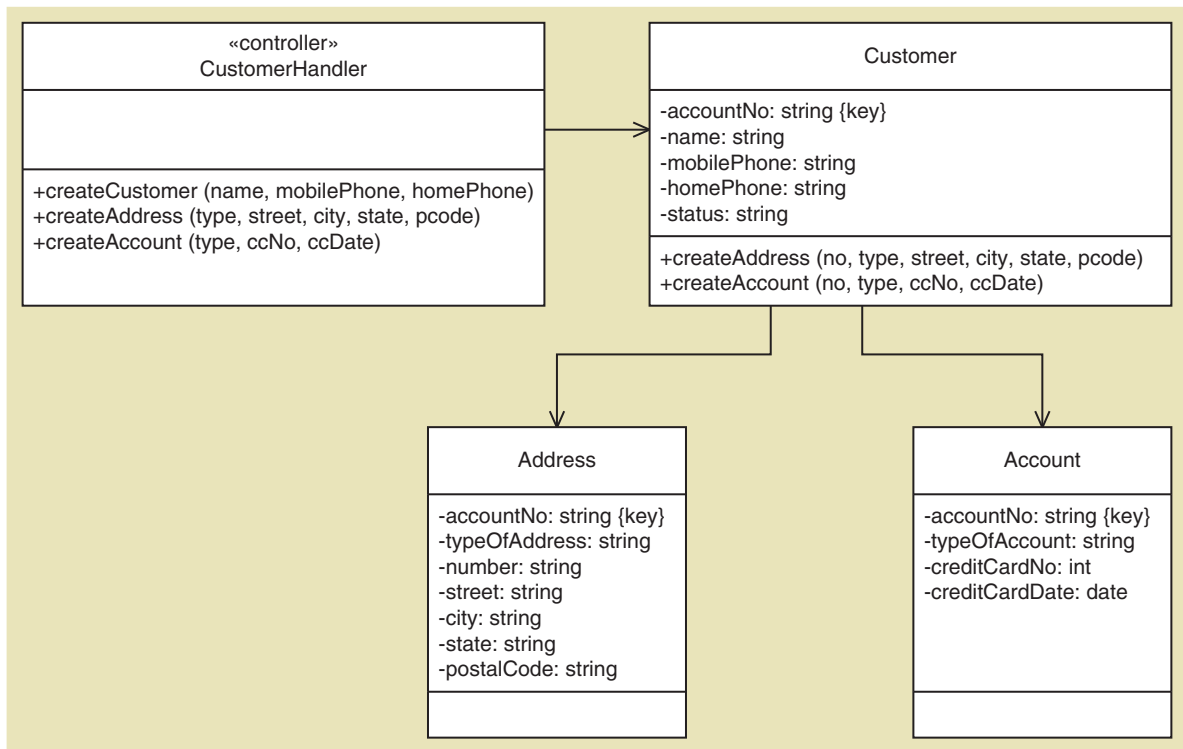 «controller»
CustomerHandler
+createCustomer (name, mobilePhone, homePhone)
+createAddress (type, street, city, state, pcode)
+createAccount (type, ccNo, ccDate)
Customer
-accountNo: string {key}
-name: string
-mobilePhone: string
-homePhone: string
-status: string
+createAddress (no, type, street, city, state, pcode)
+createAccount (no, type, ccNo, ccDate)
Address
-accountNo: string {key}
-typeOfAddress: string
-number: string
-street: string
-city: string
-state: string
-postalCode: string
Account
-accountNo: string {key}
-typeOfAccount: string
-creditCardNo: int
-creditCardDate: date